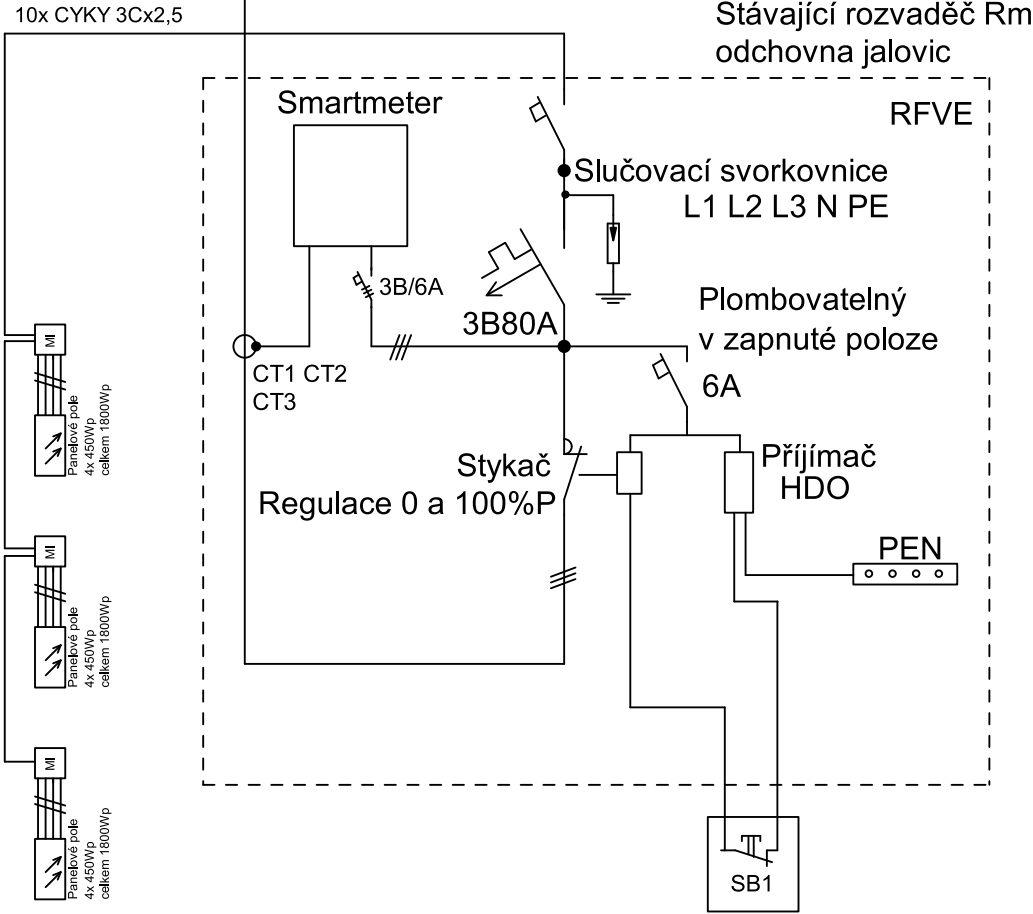 10x CYKY 3Cx2,5
Stávající rozvaděč Rm
odchovna jalovic
Smartmeter
RFVE
Slučovací svorkovnice
L1 L2 L3 N PE
3B/6A
3B80A
Plombovatelný
v zapnuté poloze
6A
CT1 CT2
CT3
MI
Panelové pole
4x 450Wp
celkem 1800Wp
Stykač
Regulace 0 a 100%P
Příjímač
HDO
PEN
MI
Panelové pole
4x 450Wp
celkem 1800Wp
MI
Panelové pole
4x 450Wp
celkem 1800Wp
SB1